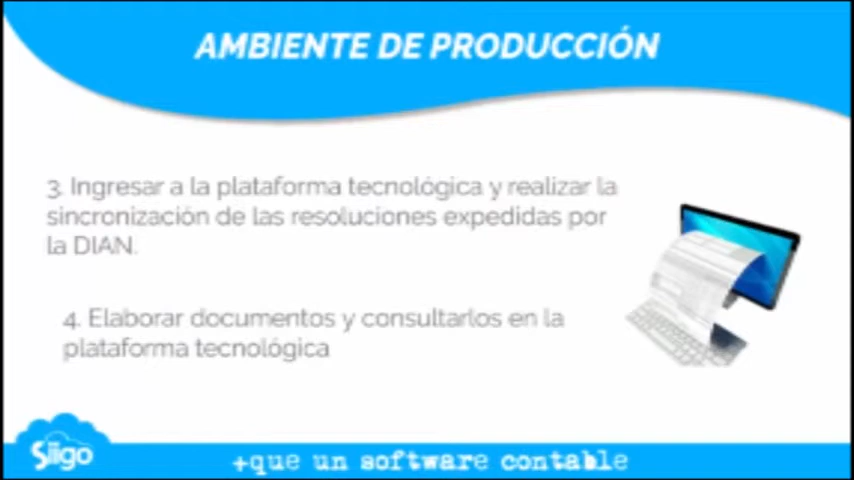 AMBIENTE DE PRODUCCIÓN
3. Ingresar a la plataforma tecnológica y realizar la
sincronización de las resoluciones expedidas por
la DIAN.
4. Elaborar documentos y consultarlos en la
plataforma tecnológica
Siigo
+que un software contable